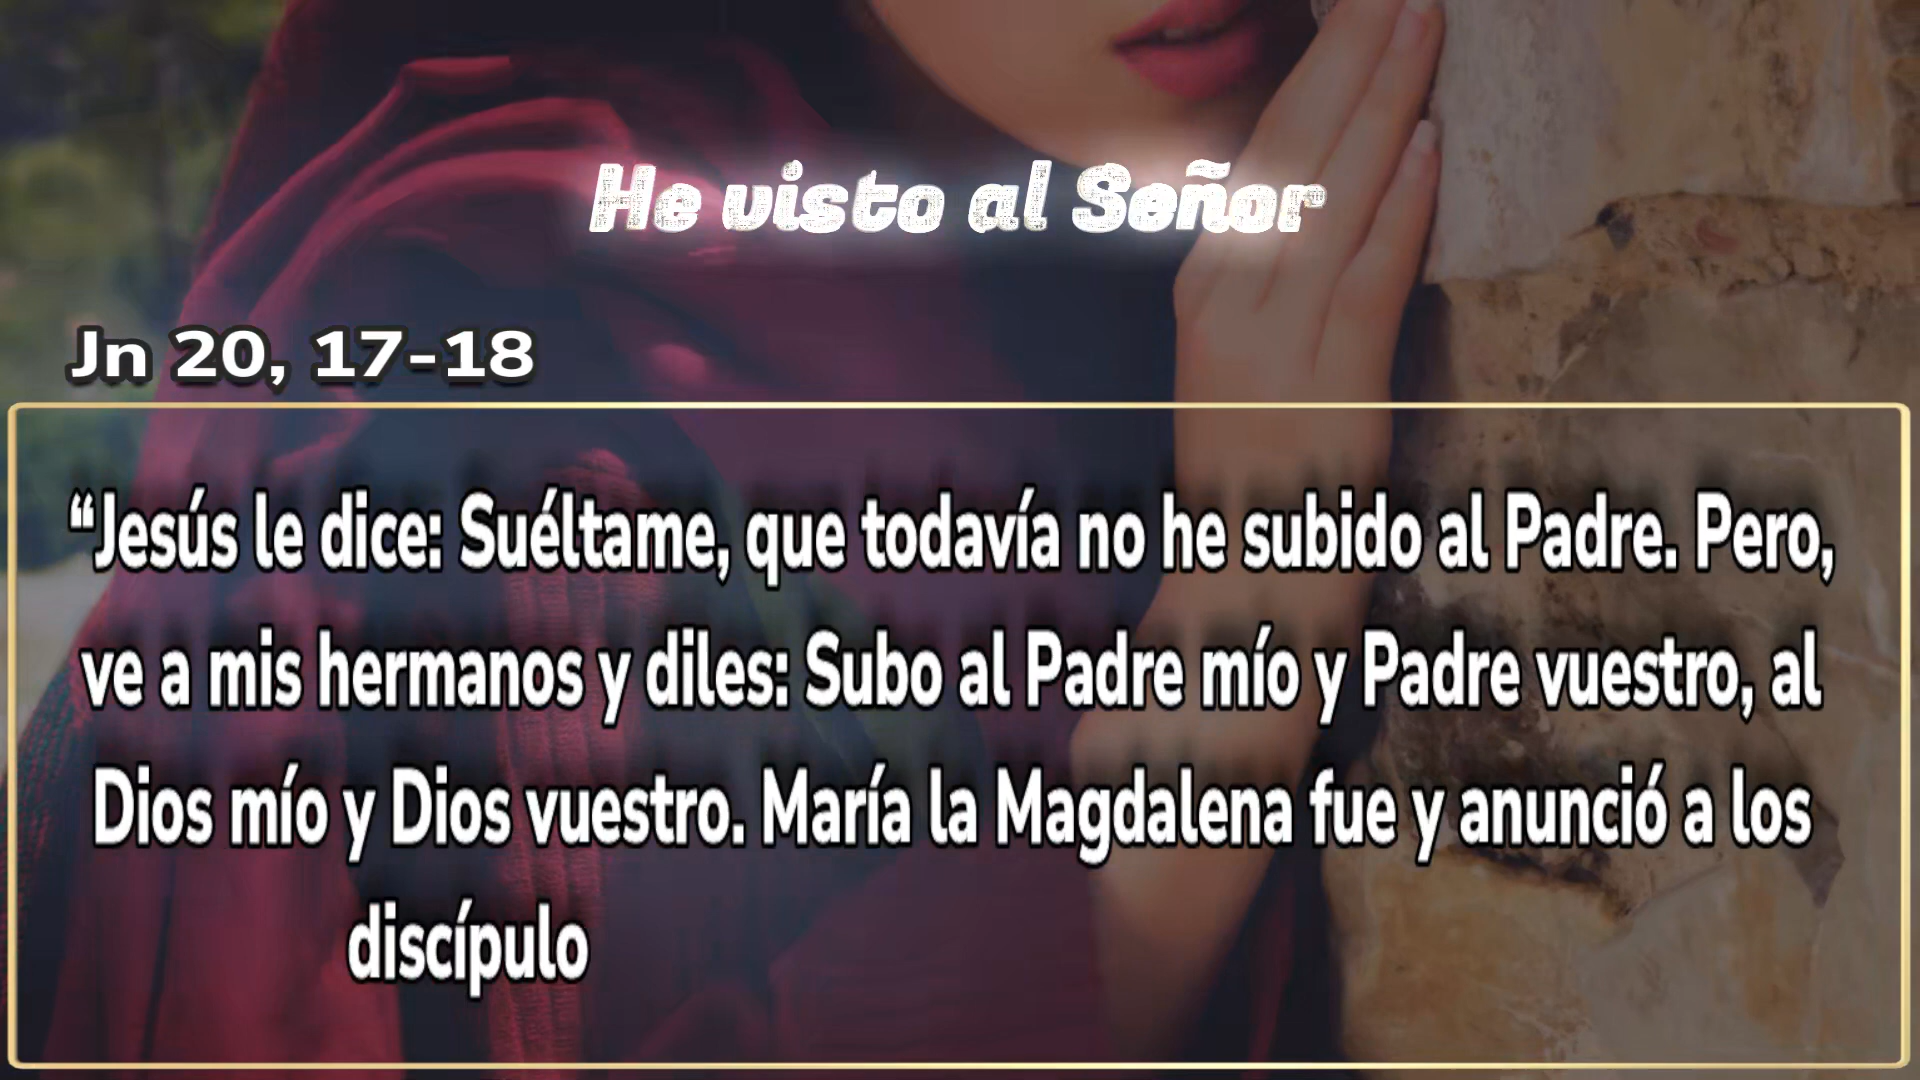 He visto al Señor
Jn 20, 17-18
“Jesús le dice: Suéltame, que todavía no he subido al Padre. Pero,
ve a mis hermanos y diles: Subo al Padre mío y Padre vuestro, al
Dios mío y Dios vuestro. María la Magdalena fue y anunció a los
discípulo